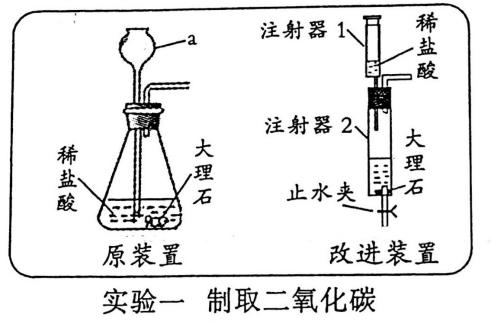 a
稀盐酸
大理石
原装置
注射器1
稀盐酸
注射器2
大理石
止水夹
改进装置
实验一 制取二氧化碳